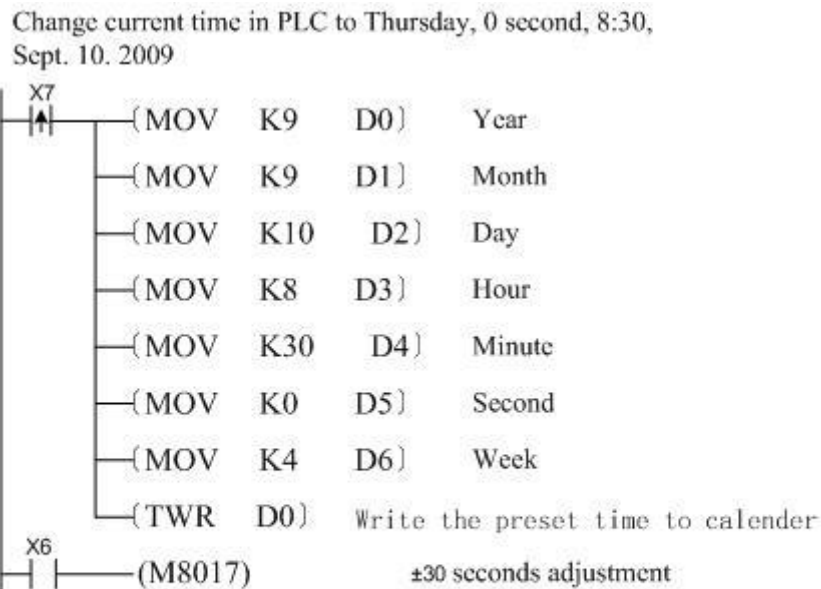 Change current time in PLC to Thursday, 0 second, 8:30,
Sept. 10. 2009
X7
(MOV K9 D0) Year
(MOV K9 D1) Month
(MOV K10 D2) Day
(MOV K8 D3) Hour
(MOV K30 D4) Minute
(MOV K0 D5) Second
(MOV K4 D6) Week
(TWR D0) Write the preset time to calender
X6
(M8017) ±30 seconds adjustment